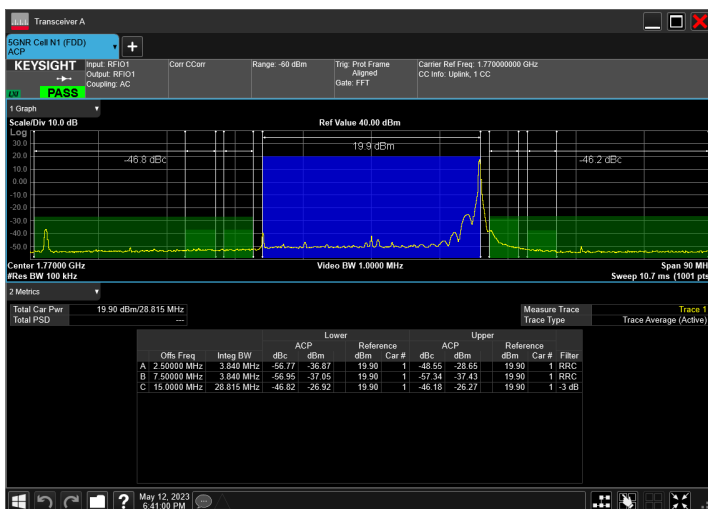 Transceiver A
5GNR Cell N1 (FDD)
ACP
KEYSIGHT
Input: RFIO1
Output: RFIO1
Coupling: AC
Corr CCorr
Range: -60 dBm
Trig: Prot Frame
Aligned
Gate: FFT
Carrier Ref Freq: 1.770000000 GHz
CC Info: Uplink, 1 CC
LXI
PASS
1 Graph
Scale/Div 10.0 dB
Ref Value 40.00 dBm
Log
30.0
20.0
10.0
0.00
-10.0
-20.0
-30.0
-40.0
-50.0
-46.8 dBc
19.9 dBm
-46.2 dBc
Center 1.77000 GHz
Video BW 1.0000 MHz
Span 90 MH
#Res BW 100 kHz
Sweep 10.7 ms (1001 pts
2 Metrics
Total Car Pwr 19.90 dBm/28.815 MHz
Total PSD ---
Measure Trace Trace 1
Trace Type Trace Average (Active)
Lower Upper
ACP Reference ACP Reference
Offs Freq Integ BW dBc dBm dBm Car # dBc dBm dBm Car # Filter
A 2.50000 MHz 3.840 MHz -56.77 -36.87 19.90 1 -48.55 -28.65 19.90 1 RRC
B 7.50000 MHz 3.840 MHz -56.95 -37.05 19.90 1 -57.34 -37.43 19.90 1 RRC
C 15.0000 MHz 28.815 MHz -46.82 -26.92 19.90 1 -46.18 -26.27 19.90 1 -3 dB
May 12, 2023
6:41:00 PM